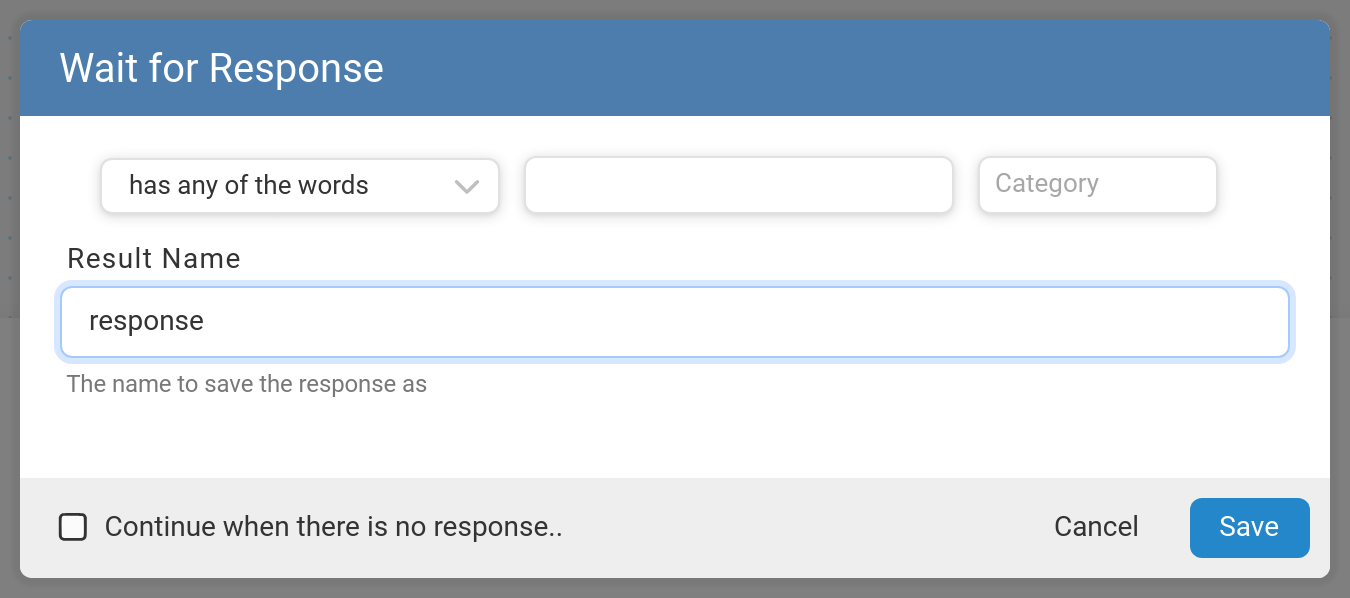 Wait for Response
has any of the words Category
Result Name
response
The name to save the response as
Continue when there is no response.. Cancel Save